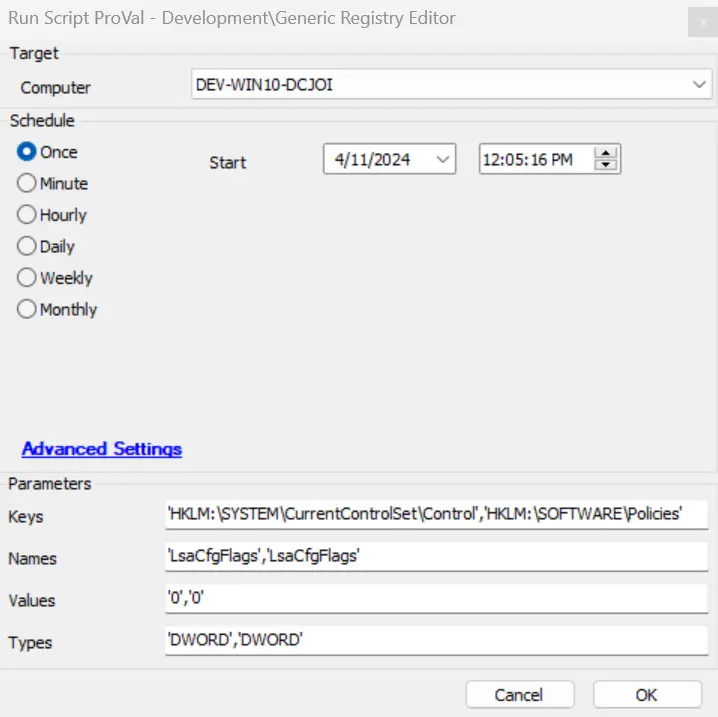 Run Script ProVal - Development\Generic Registry Editor
Target
Computer DEV-WIN10-DCJOI
Schedule
Once Start 4/11/2024 12:05:16 PM
Minute
Hourly
Daily
Weekly
Monthly
Advanced Settings
Parameters
Keys 'HKLM:\SYSTEM\CurrentControlSet\Control','HKLM:\SOFTWARE\Policies'
Names 'LsaCfgFlags','LsaCfgFlags'
Values '0','0'
Types 'DWORD','DWORD'
Cancel OK